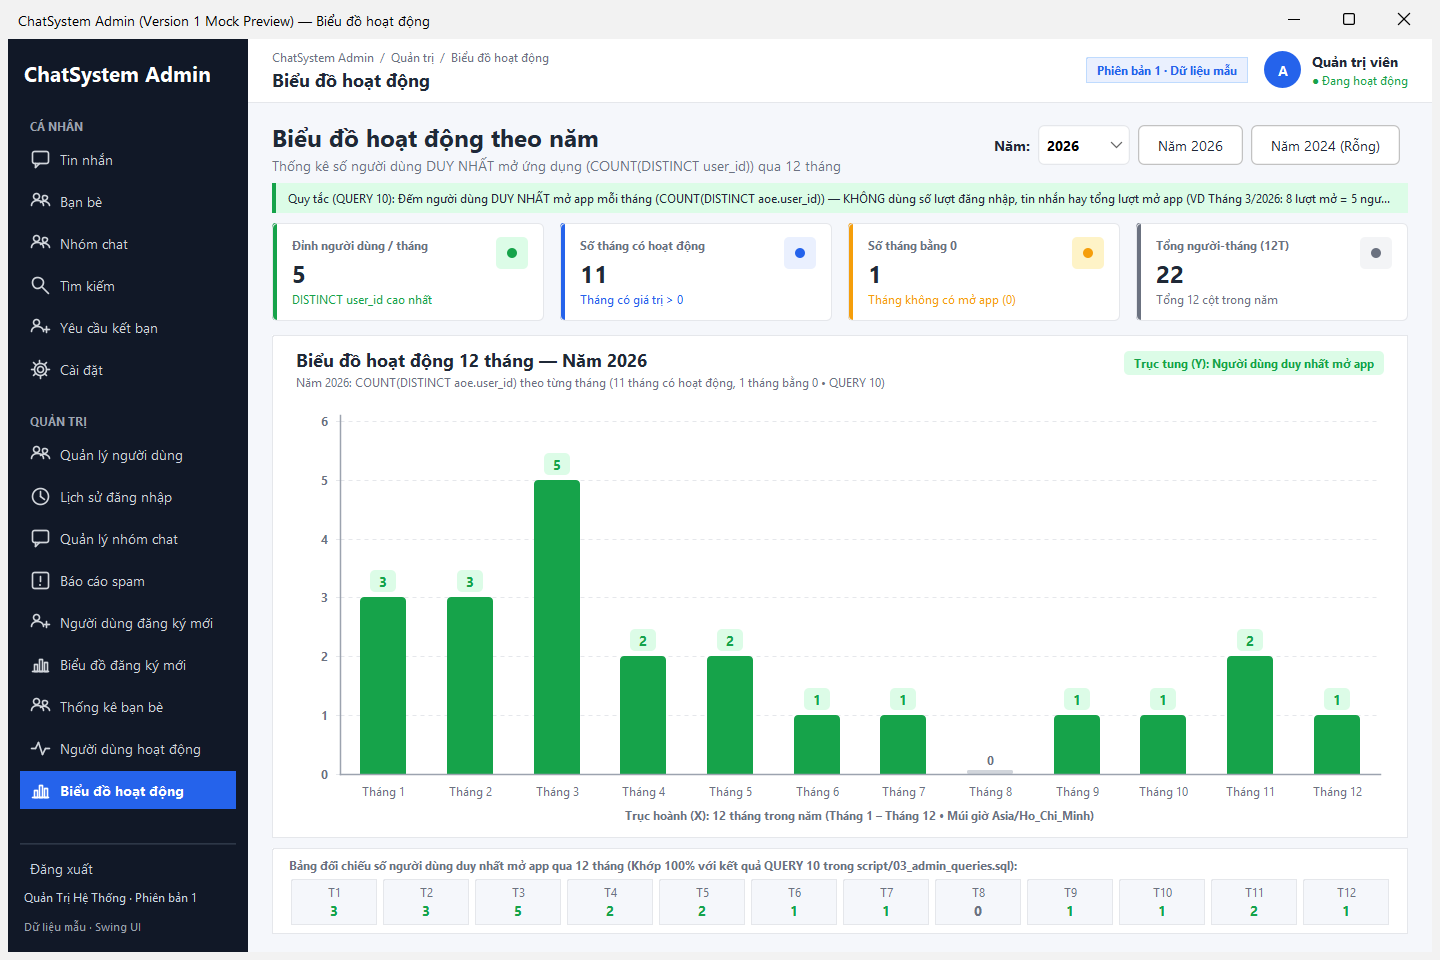 ChatSystem Admin (Version 1 Mock Preview) — Biểu đồ hoạt động
ChatSystem Admin
CÁ NHÂN
Tin nhắn
Bạn bè
Nhóm chat
Tìm kiếm
Yêu cầu kết bạn
Cài đặt
QUẢN TRỊ
Quản lý người dùng
Lịch sử đăng nhập
Quản lý nhóm chat
Báo cáo spam
Người dùng đăng ký mới
Biểu đồ đăng ký mới
Thống kê bạn bè
Người dùng hoạt động
Biểu đồ hoạt động
Đăng xuất
Quản Trị Hệ Thống · Phiên bản 1
Dữ liệu mẫu · Swing UI
ChatSystem Admin / Quản trị / Biểu đồ hoạt động
Biểu đồ hoạt động
Phiên bản 1 · Dữ liệu mẫu
A
Quản trị viên
● Đang hoạt động
Biểu đồ hoạt động theo năm
Thống kê số người dùng DUY NHẤT mở ứng dụng (COUNT(DISTINCT user_id)) qua 12 tháng
Năm: 2026
Năm 2026
Năm 2024 (Rỗng)
Quy tắc (QUERY 10): Đếm người dùng DUY NHẤT mở app mỗi tháng (COUNT(DISTINCT aoe.user_id)) — KHÔNG dùng số lượt đăng nhập, tin nhắn hay tổng lượt mở app (VD Tháng 3/2026: 8 lượt mở = 5 ngư...
Đỉnh người dùng / tháng
5
DISTINCT user_id cao nhất
Số tháng có hoạt động
11
Tháng có giá trị > 0
Số tháng bằng 0
1
Tháng không có mở app (0)
Tổng người-tháng (12T)
22
Tổng 12 cột trong năm
Biểu đồ hoạt động 12 tháng — Năm 2026
Năm 2026: COUNT(DISTINCT aoe.user_id) theo từng tháng (11 tháng có hoạt động, 1 tháng bằng 0 • QUERY 10)
Trục tung (Y): Người dùng duy nhất mở app
6
5
4
3
2
1
0
3
3
5
2
2
1
1
0
1
1
2
1
Tháng 1
Tháng 2
Tháng 3
Tháng 4
Tháng 5
Tháng 6
Tháng 7
Tháng 8
Tháng 9
Tháng 10
Tháng 11
Tháng 12
Trục hoành (X): 12 tháng trong năm (Tháng 1 – Tháng 12 • Múi giờ Asia/Ho_Chi_Minh)
Bảng đối chiếu số người dùng duy nhất mở app qua 12 tháng (Khớp 100% với kết quả QUERY 10 trong script/03_admin_queries.sql):
T1
3
T2
3
T3
5
T4
2
T5
2
T6
1
T7
1
T8
0
T9
1
T10
1
T11
2
T12
1